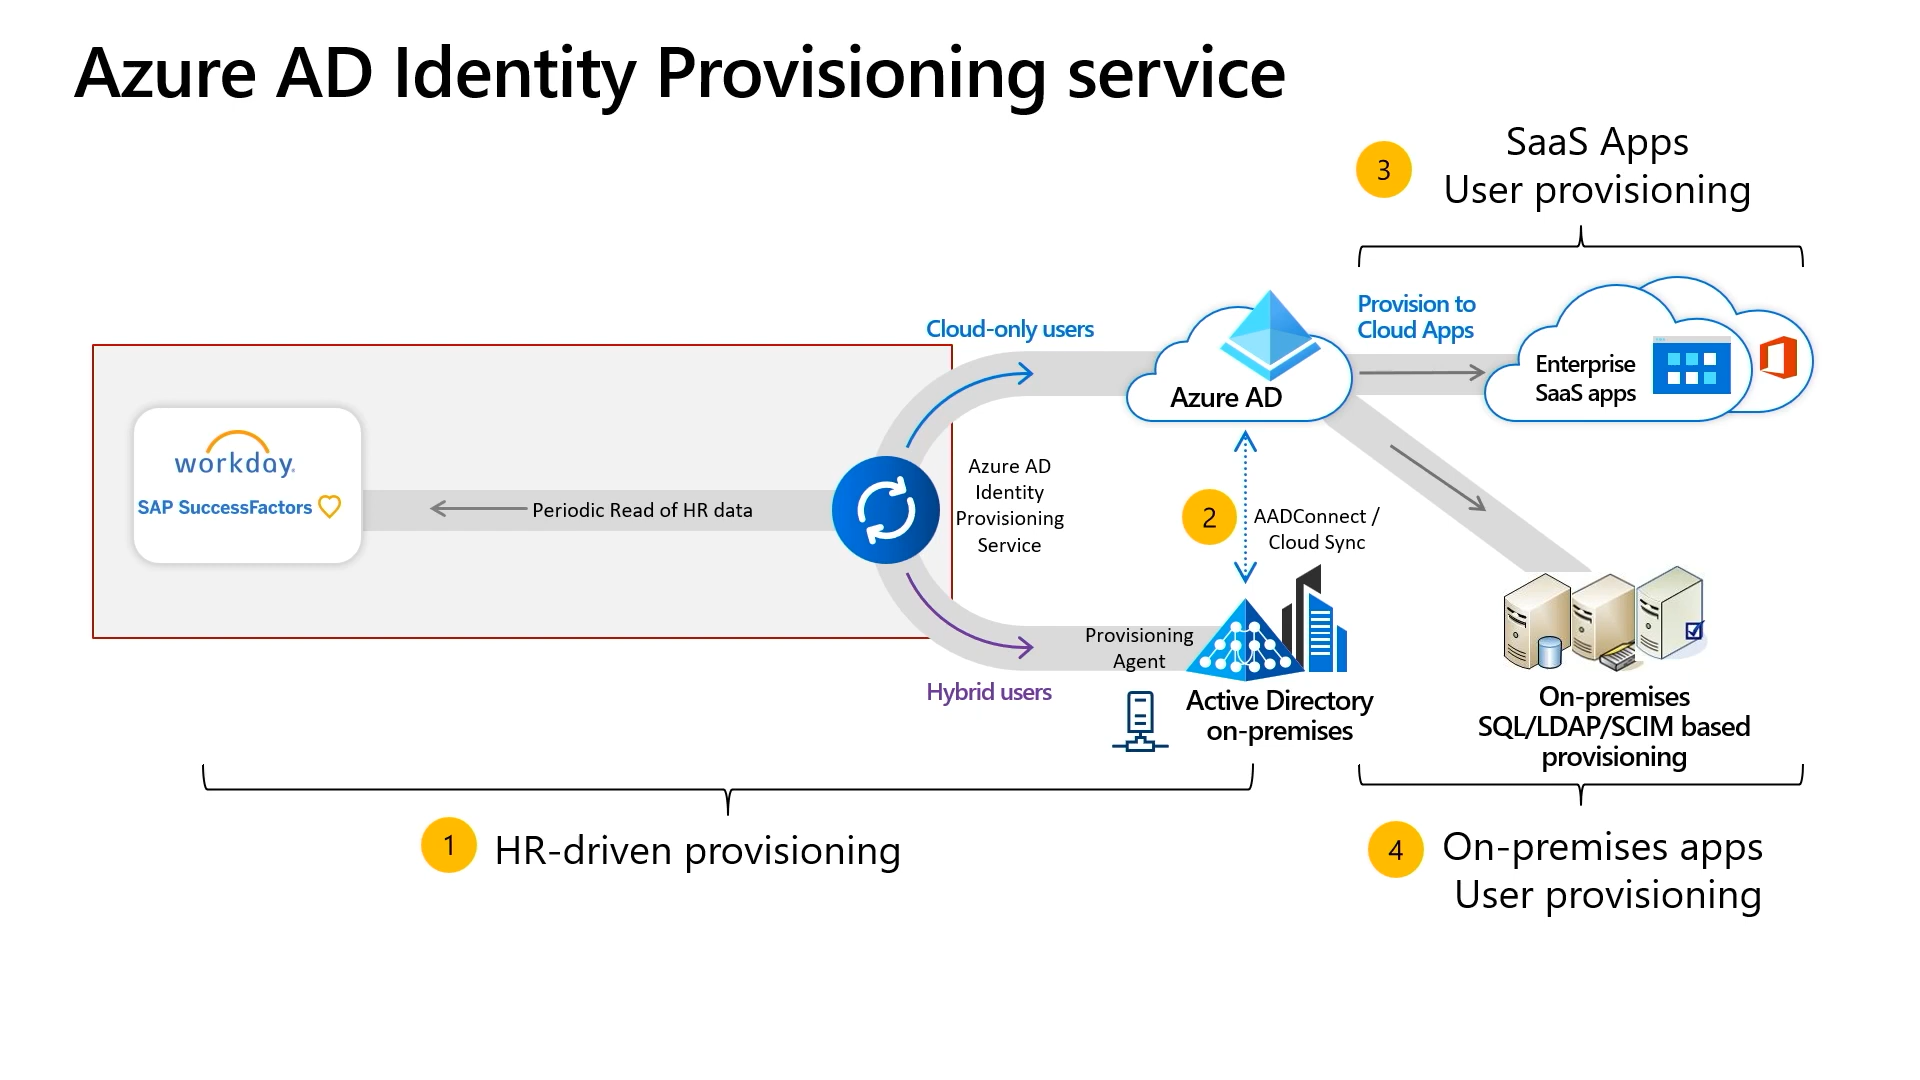 Azure AD Identity Provisioning service
3
SaaS Apps
User provisioning
Cloud-only users
Provision to
Cloud Apps
Azure AD
Enterprise
SaaS apps
workday.
SAP SuccessFactors
Periodic Read of HR data
Azure AD
Identity
Provisioning
Service
2
AADConnect /
Cloud Sync
Provisioning
Agent
Hybrid users
Active Directory
on-premises
On-premises
SQL/LDAP/SCIM based
provisioning
1
HR-driven provisioning
4
On-premises apps
User provisioning